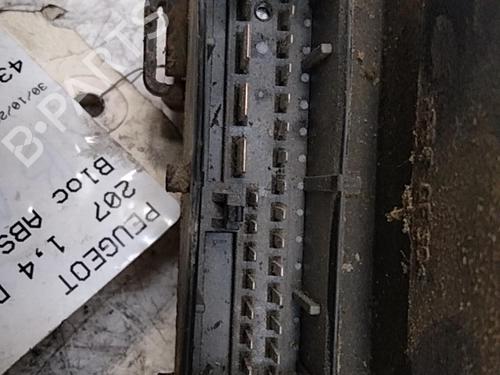 PEUGEOT
207 1,4
Bloc ABS
43
30/10/2
B-PARTS